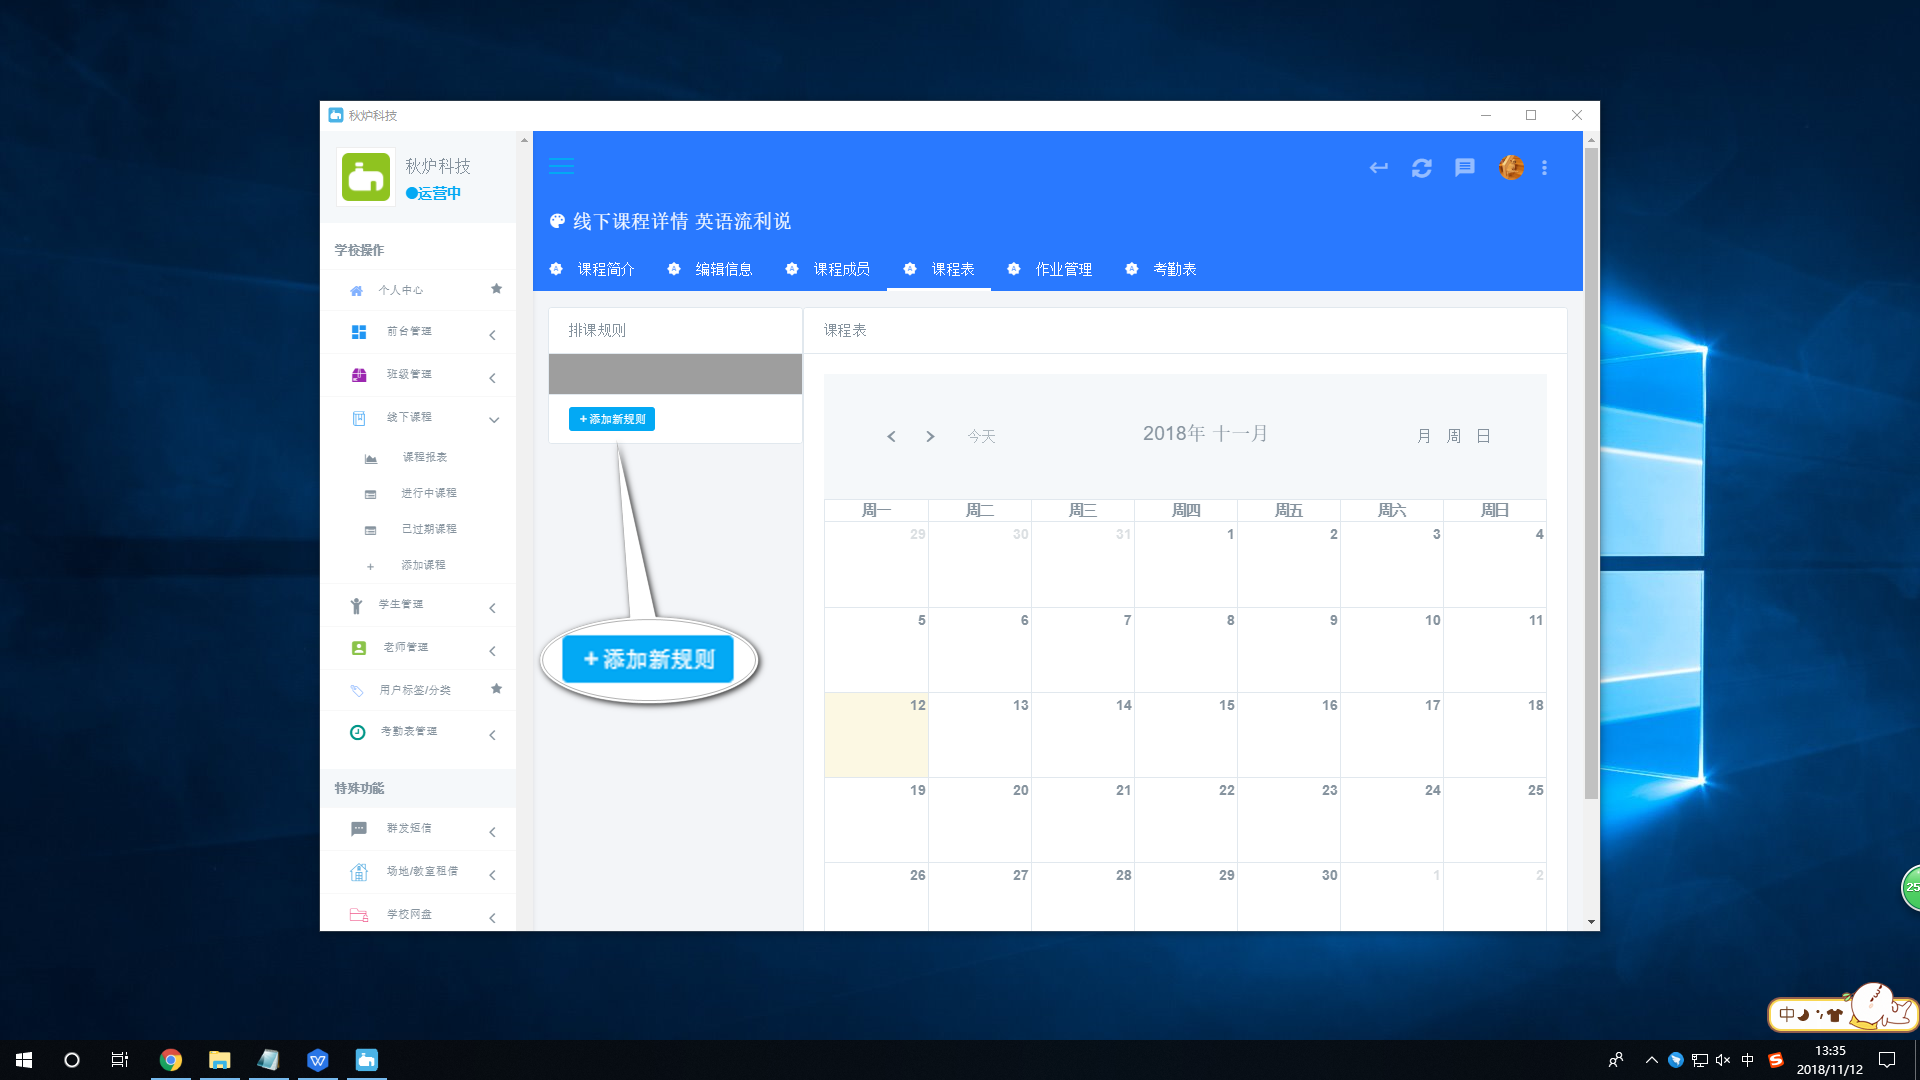 秋炉科技
秋炉科技
运营中
学校操作
个人中心
前台管理
班级管理
线下课程
课程报表
进行中课程
已过期课程
添加课程
学生管理
老师管理
用户标签/分类
考勤表管理
特殊功能
群发短信
场地/教室租借
学校网盘
线下课程详情 英语流利说
课程简介 编辑信息 课程成员 课程表 作业管理 考勤表
排课规则
+添加新规则
+添加新规则
课程表
今天 2018年 十一月 月 周 日
周一 周二 周三 周四 周五 周六 周日
29 30 31 1 2 3 4
5 6 7 8 9 10 11
12 13 14 15 16 17 18
19 20 21 22 23 24 25
26 27 28 29 30 1 2
25
中
中
13:35
2018/11/12